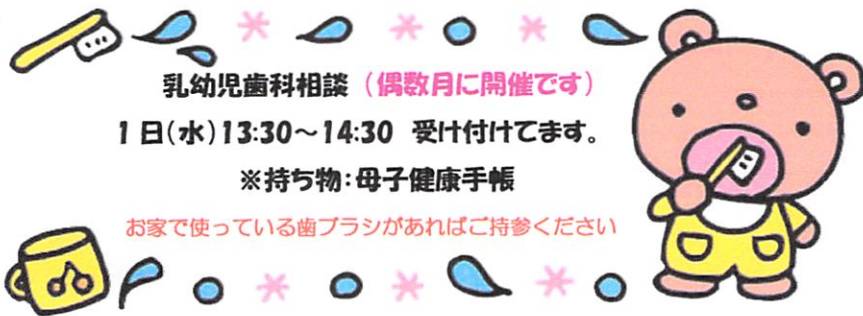 乳幼児歯科相談（偶数月に開催です）
1日（水）13:30～14:30 受け付けてます。
※持ち物：母子健康手帳
お家で使っている歯ブラシがあればご持参ください